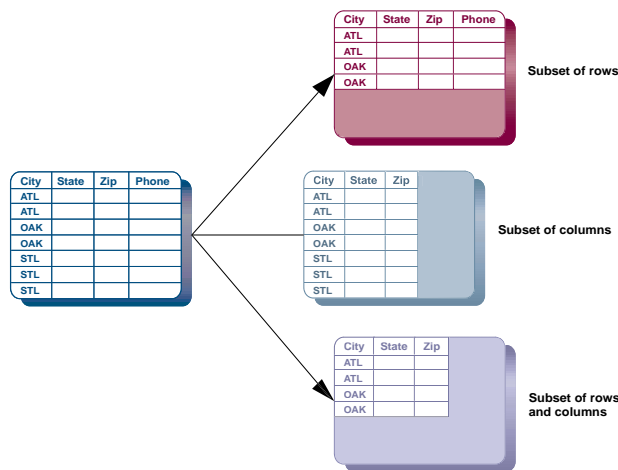 City State Zip Phone
ATL
ATL
OAK
OAK
Subset of rows
City State Zip Phone
ATL
ATL
OAK
OAK
STL
STL
STL
City State Zip
ATL
ATL
OAK
OAK
STL
STL
STL
Subset of columns
City State Zip
ATL
ATL
OAK
OAK
Subset of rows
and columns